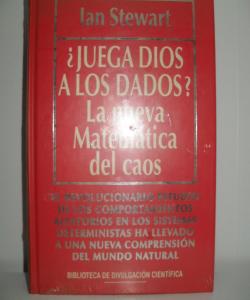 Ian Stewart
¿JUEGA DIOS
A LOS DADOS?
La nueva
Matemática
del caos
EL REVOLUCIONARIO ESTUDIO
DE LOS COMPORTAMIENTOS
ALEATORIOS EN LOS SISTEMAS
DETERMINISTAS HA LLEVADO
A UNA NUEVA COMPRENSIÓN
DEL MUNDO NATURAL
BIBLIOTECA DE DIVULGACIÓN CIENTÍFICA